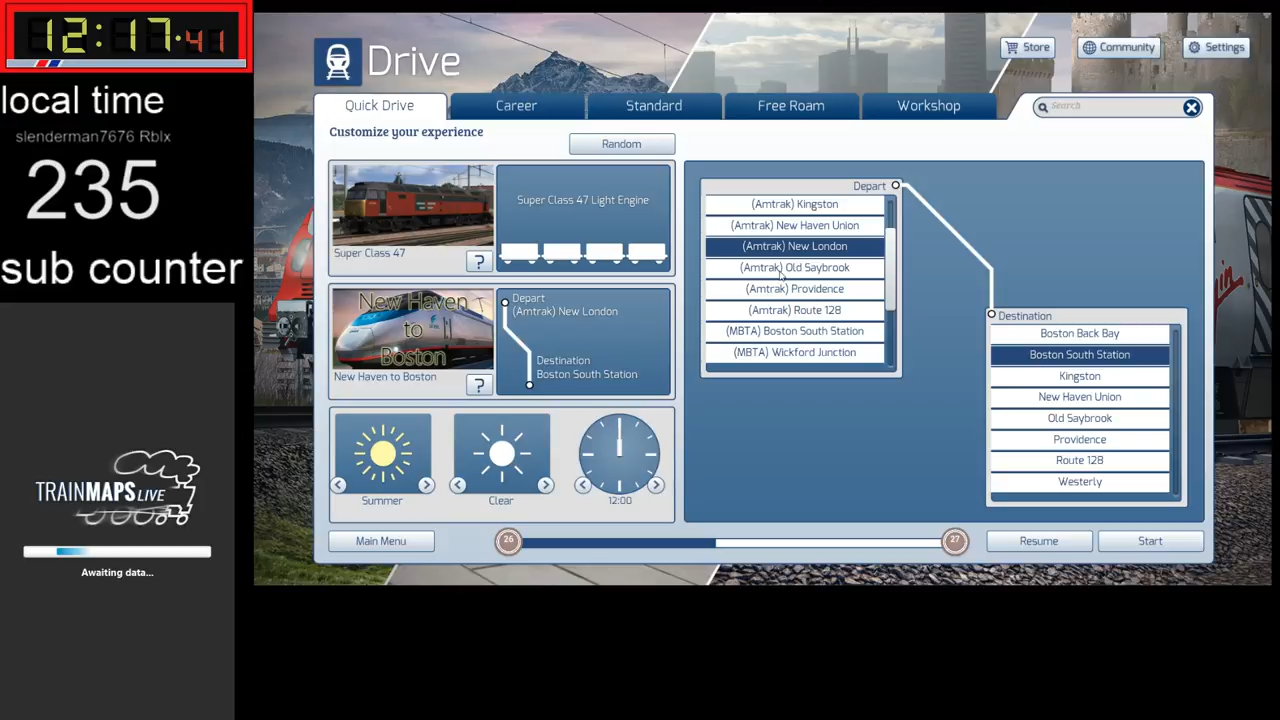 12:17.41
local time
slenderman7676 Rblx
235
sub counter
TRAINMAPS.LIVE
Awaiting data...
Drive
Store
Community
Settings
Quick Drive
Career
Standard
Free Roam
Workshop
Search
Customize your experience
Random
Super Class 47 Light Engine
Super Class 47
?
New Haven
to
Boston
New Haven to Boston
?
Depart
(Amtrak) New London
Destination
Boston South Station
Summer
Clear
12:00
Depart
(Amtrak) Kingston
(Amtrak) New Haven Union
(Amtrak) New London
(Amtrak) Old Saybrook
(Amtrak) Providence
(Amtrak) Route 128
(MBTA) Boston South Station
(MBTA) Wickford Junction
Destination
Boston Back Bay
Boston South Station
Kingston
New Haven Union
Old Saybrook
Providence
Route 128
Westerly
Main Menu
26
27
Resume
Start